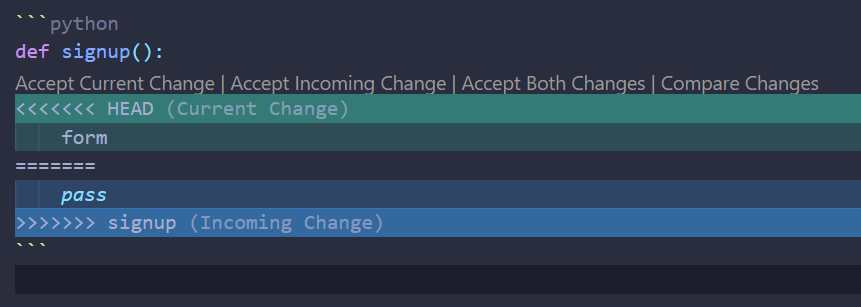 ```python
def signup():
Accept Current Change | Accept Incoming Change | Accept Both Changes | Compare Changes
<<<<<<< HEAD (Current Change)
    form
=======
    pass
>>>>>>> signup (Incoming Change)
```